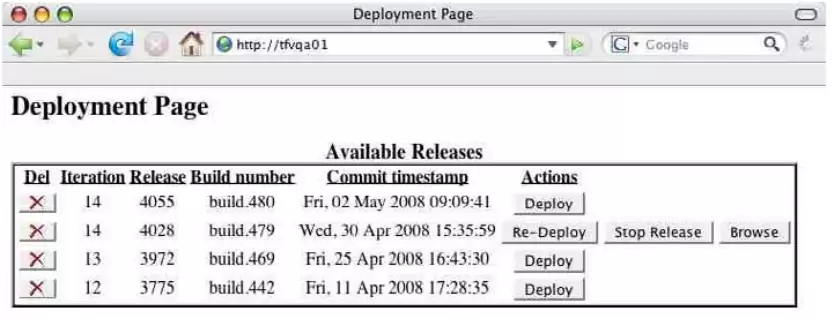 Deployment Page
http://tfvqa01
Google
Deployment Page
Available Releases
Del Iteration Release Build number Commit timestamp Actions
14 4055 build.480 Fri, 02 May 2008 09:09:41 Deploy
14 4028 build.479 Wed, 30 Apr 2008 15:35:59 Re-Deploy Stop Release Browse
13 3972 build.469 Fri, 25 Apr 2008 16:43:30 Deploy
12 3775 build.442 Fri, 11 Apr 2008 17:28:35 Deploy